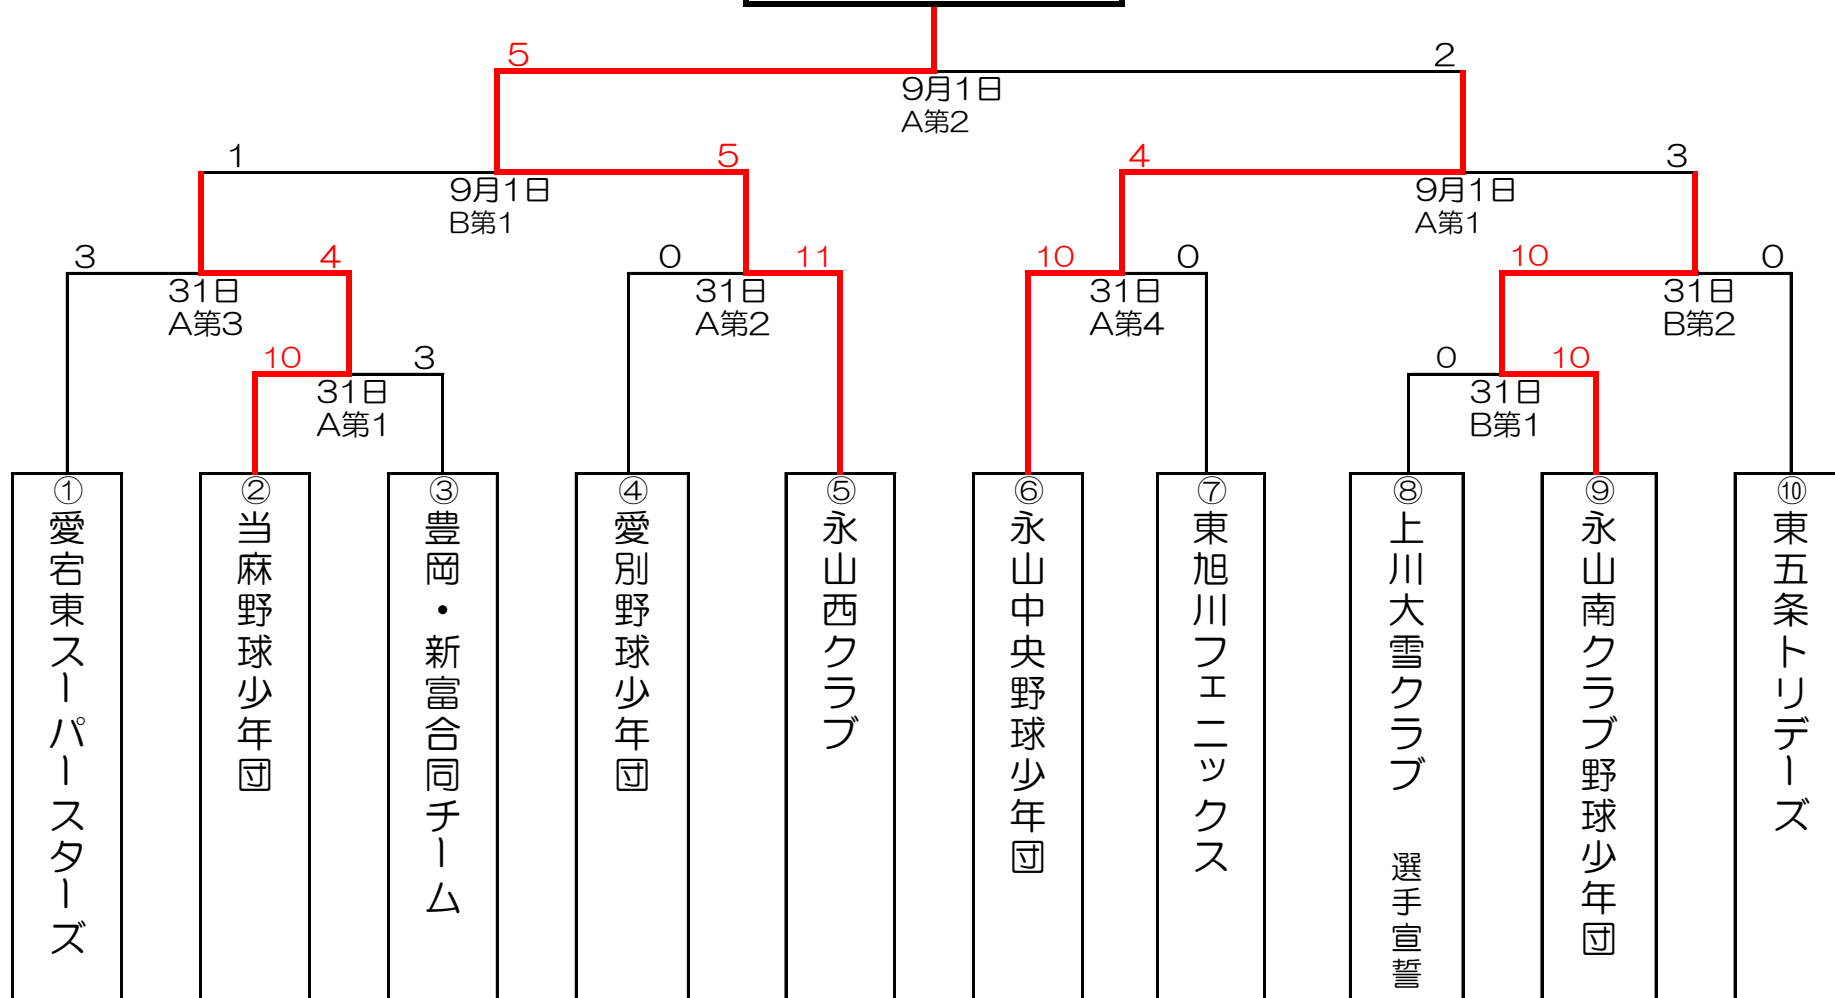 5
2
9月1日
A第2
1
5
4
3
9月1日
B第1
9月1日
A第1
3
4
0
11
10
0
10
0
31日
A第3
31日
A第2
31日
A第4
31日
B第2
10
3
0
10
31日
A第1
31日
B第1
①愛宕東スーパースターズ
②当麻野球少年団
③豊岡・新富合同チーム
④愛別野球少年団
⑤永山西クラブ
⑥永山中央野球少年団
⑦東旭川フェニックス
⑧上川大雪クラブ 選手宣誓
⑨永山南クラブ野球少年団
⑩東五条トリデーズ